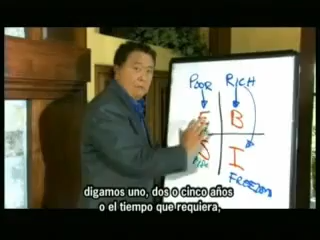 POOR RICH
E B
S I
FREEDOM
digamos uno, dos o cinco años
o el tiempo que requiera,